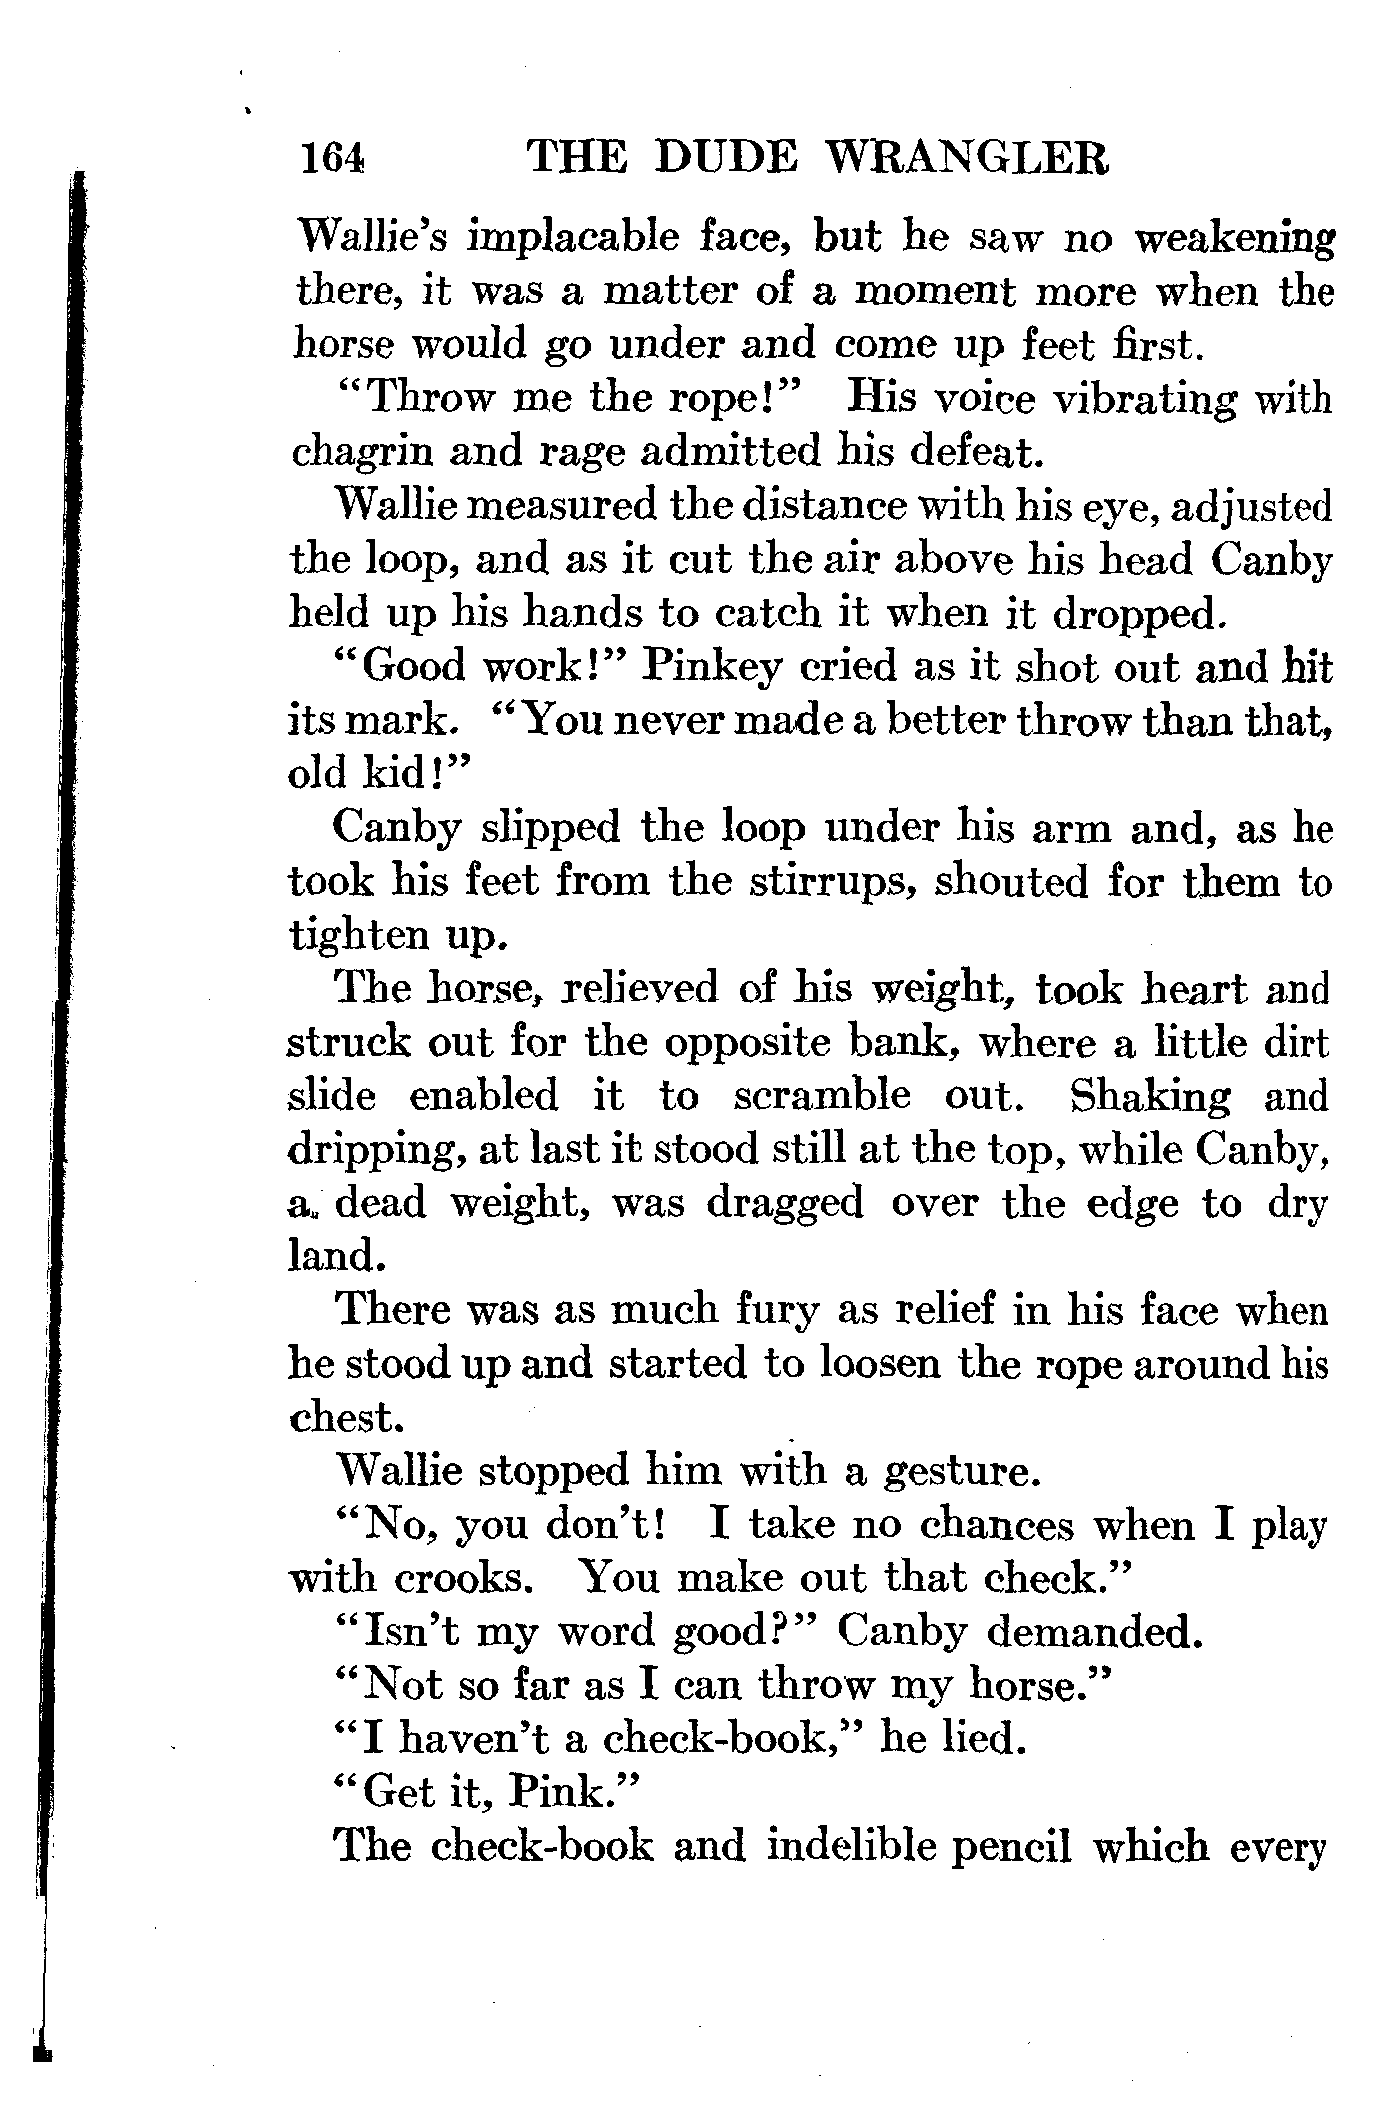 164 THE DUDE WRANGLER
Wallie's implacable face, but he saw no weakening
there, it was a matter of a moment more when the
horse would go under and come up feet first.
"Throw me the rope!" His voice vibrating with
chagrin and rage admitted his defeat.
Wallie measured the distance with his eye, adjusted
the loop, and as it cut the air above his head Canby
held up his hands to catch it when it dropped.
"Good work!" Pinkey cried as it shot out and hit
its mark. "You never made a better throw than that,
old kid!"
Canby slipped the loop under his arm and, as he
took his feet from the stirrups, shouted for them to
tighten up.
The horse, relieved of his weight, took heart and
struck out for the opposite bank, where a little dirt
slide enabled it to scramble out. Shaking and
dripping, at last it stood still at the top, while Canby,
a dead weight, was dragged over the edge to dry
land.
There was as much fury as relief in his face when
he stood up and started to loosen the rope around his
chest.
Wallie stopped him with a gesture.
"No, you don't! I take no chances when I play
with crooks. You make out that check."
"Isn't my word good?" Canby demanded.
"Not so far as I can throw my horse."
"I haven't a check-book," he lied.
"Get it, Pink."
The check-book and indelible pencil which every